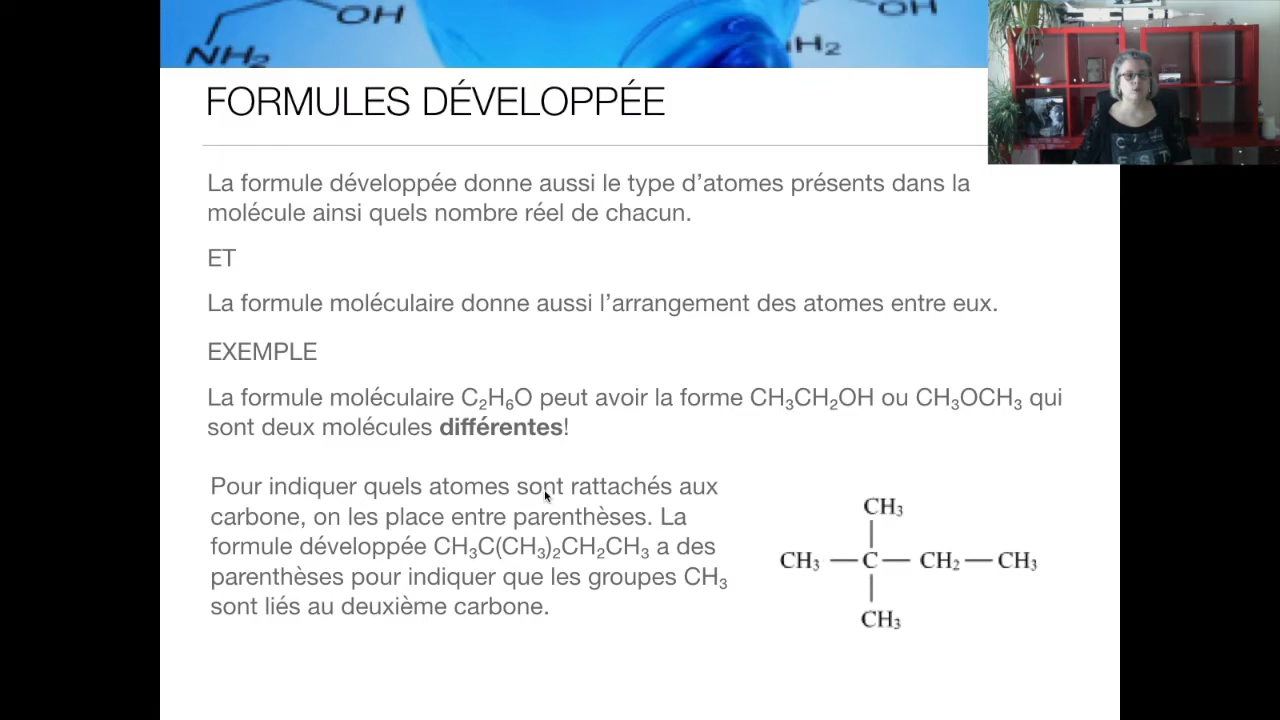 OH
NH₂
OH
H₂
FORMULES DÉVELOPPÉE
La formule développée donne aussi le type d’atomes présents dans la
molécule ainsi quels nombre réel de chacun.
ET
La formule moléculaire donne aussi l’arrangement des atomes entre eux.
EXEMPLE
La formule moléculaire C₂H₆O peut avoir la forme CH₃CH₂OH ou CH₃OCH₃ qui
sont deux molécules différentes!
Pour indiquer quels atomes sont rattachés aux
carbone, on les place entre parenthèses. La
formule développée CH₃C(CH₃)₂CH₂CH₃ a des
parenthèses pour indiquer que les groupes CH₃
sont liés au deuxième carbone.
CH₃
CH₃ — C — CH₂ — CH₃
CH₃